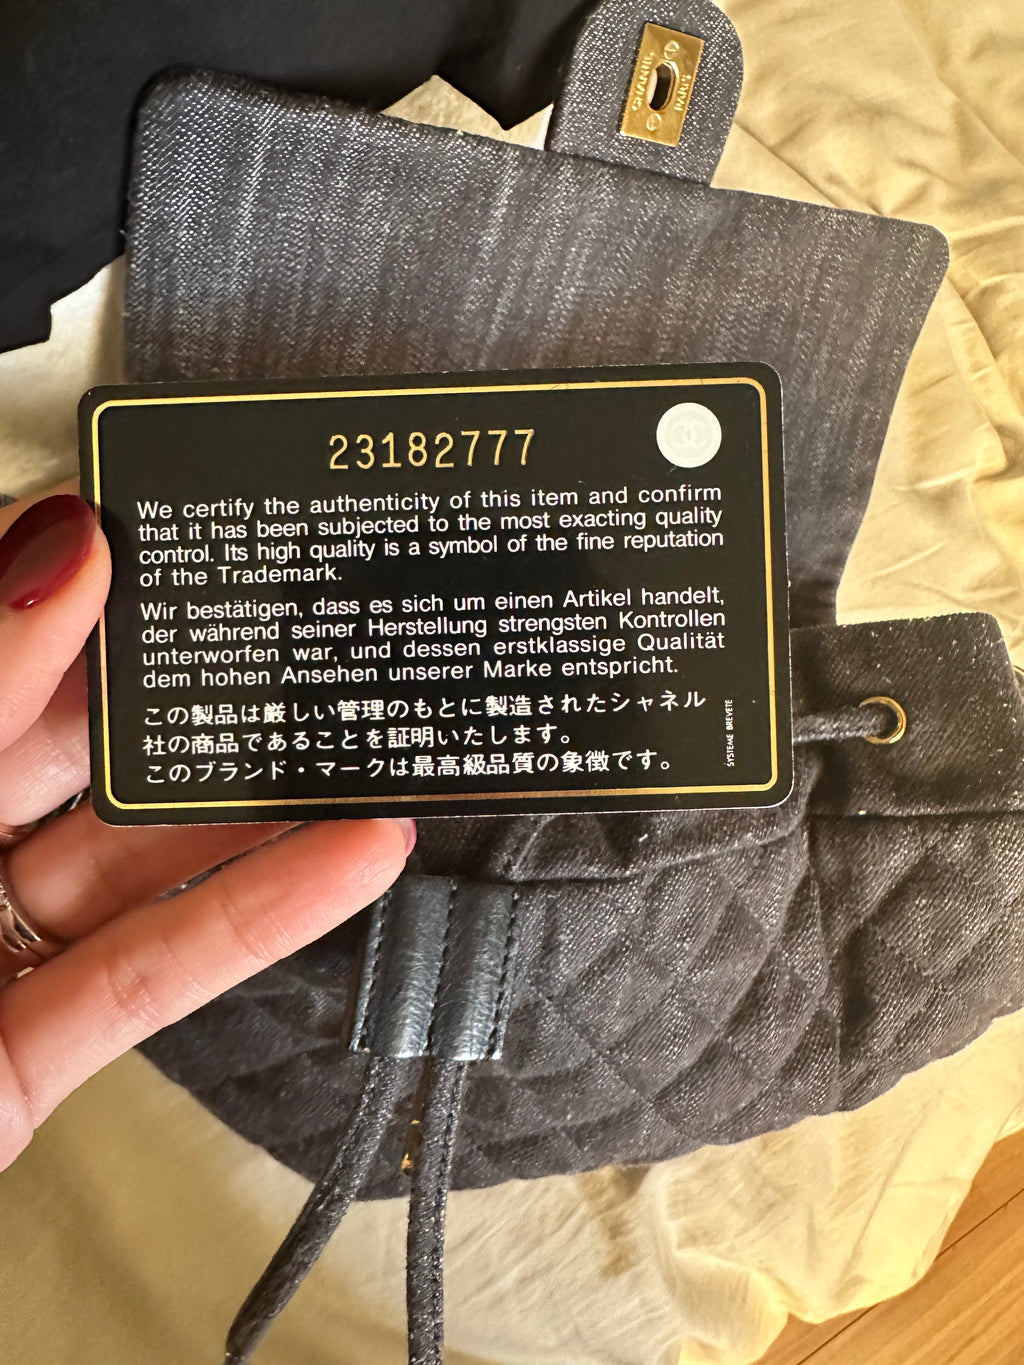 CHANEL
PARIS
23182777
We certify the authenticity of this item and confirm
that it has been subjected to the most exacting quality
control. Its high quality is a symbol of the fine reputation
of the Trademark.
Wir bestätigen, dass es sich um einen Artikel handelt,
der während seiner Herstellung strengsten Kontrollen
unterworfen war, und dessen erstklassige Qualität
dem hohen Ansehen unserer Marke entspricht.
この製品は厳しい管理のもとに製造されたシャネル
社の商品であることを証明いたします。
このブランド・マークは最高級品質の象徴です。
SYSTEME BREVETE